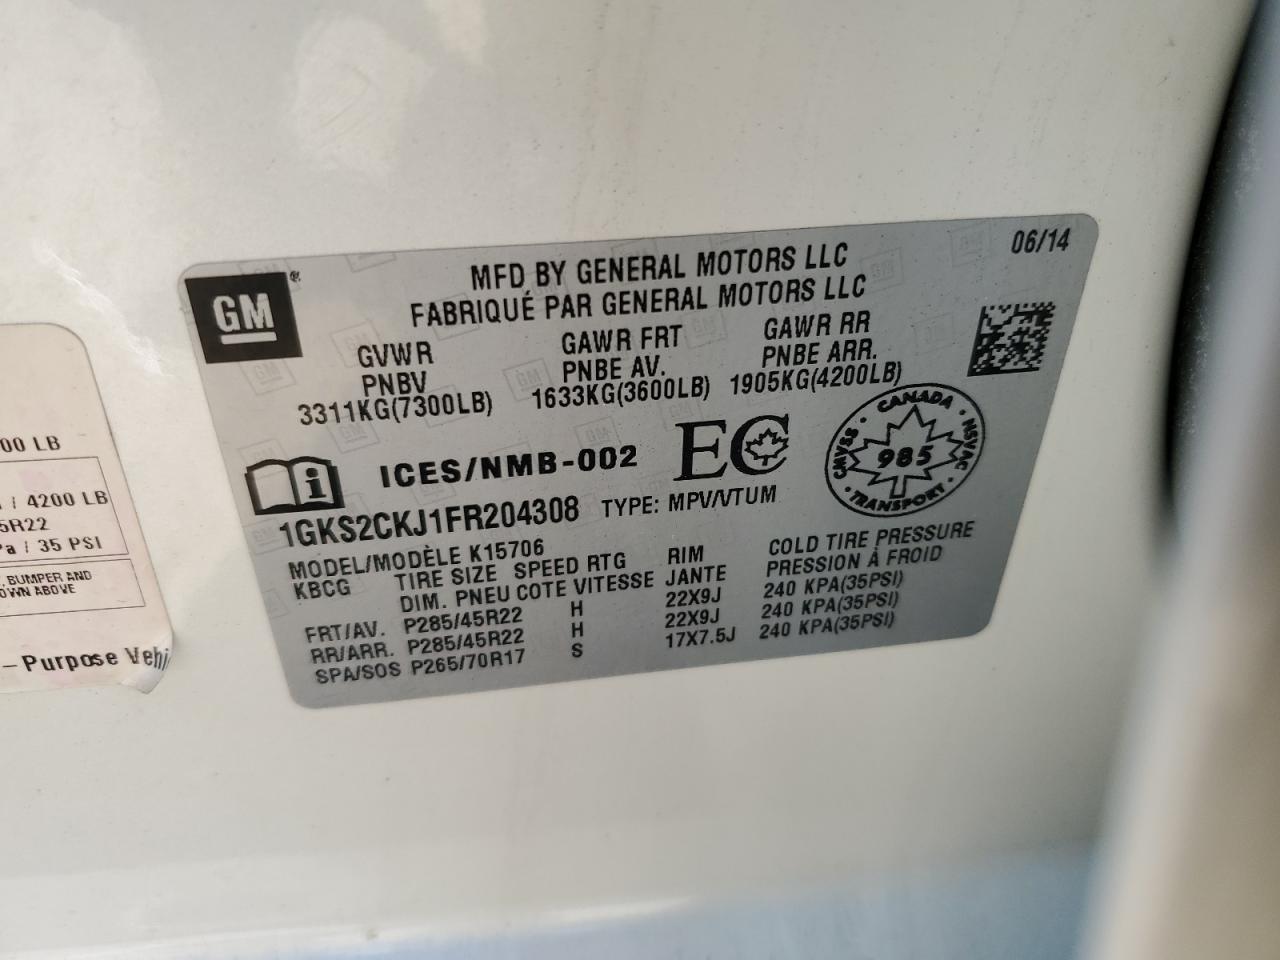 06/14
GM
®
MFD BY GENERAL MOTORS LLC
FABRIQUÉ PAR GENERAL MOTORS LLC
GVWR GAWR FRT GAWR RR
PNBV PNBE AV. PNBE ARR.
3311KG(7300LB) 1633KG(3600LB) 1905KG(4200LB)
i ICES/NMB-002 EC
CANADA
CMVSS 985 NSVAC
TRANSPORT
1GKS2CKJ1FR204308 TYPE: MPV/VTUM
MODEL/MODÈLE K15706
KBCG TIRE SIZE SPEED RTG RIM COLD TIRE PRESSURE
DIM. PNEU COTE VITESSE JANTE PRESSION À FROID
FRT/AV. P285/45R22 H 22X9J 240 KPA(35PSI)
RR/ARR. P285/45R22 H 22X9J 240 KPA(35PSI)
SPA/SOS P265/70R17 S 17X7.5J 240 KPA(35PSI)
00 LB
/ 4200 LB
5R22
Pa / 35 PSI
, BUMPER AND
OWN ABOVE
– Purpose Vehi